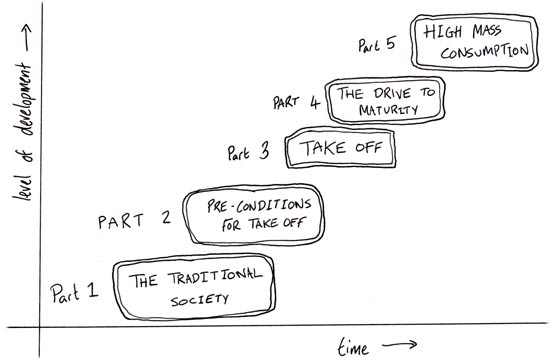 level of development →
Part 5
HIGH MASS
CONSUMPTION
PART 4
THE DRIVE TO
MATURITY
Part 3
TAKE OFF
PART 2
PRE-CONDITIONS
FOR TAKE OFF
Part 1
THE TRADITIONAL
SOCIETY
time →